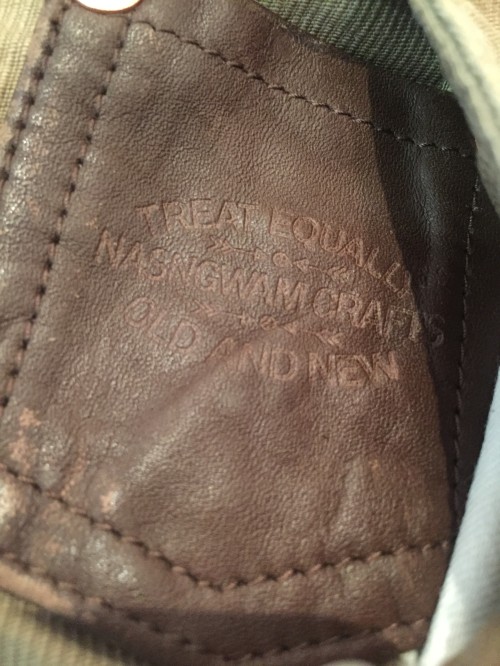 TREAT EQUALLY
NASNGWAM CRAFTS
OLD AND NEW